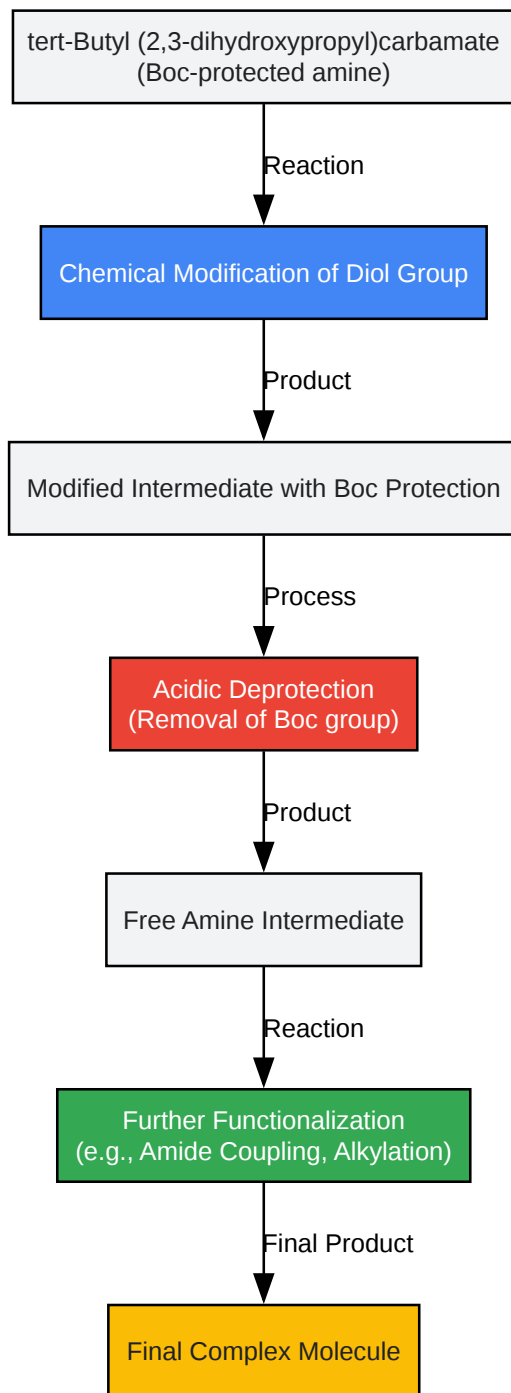 tert-Butyl (2,3-dihydroxypropyl)carbamate
(Boc-protected amine)
Reaction
Chemical Modification of Diol Group
Product
Modified Intermediate with Boc Protection
Process
Acidic Deprotection
(Removal of Boc group)
Product
Free Amine Intermediate
Reaction
Further Functionalization
(e.g., Amide Coupling, Alkylation)
Final Product
Final Complex Molecule